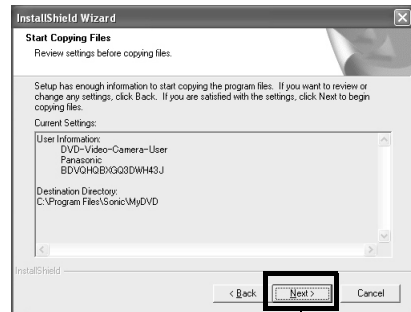 InstallShield Wizard
Start Copying Files
Review settings before copying files.
Setup has enough information to start copying the program files. If you want to review or
change any settings, click Back. If you are satisfied with the settings, click Next to begin
copying files.
Current Settings:
User Information:
DVD-Video-Camera-User
Panasonic
BDVQHQBXGQ3DWH43J
Destination Directory:
C:\Program Files\Sonic\MyDVD
InstallShield
< Back
Next >
Cancel